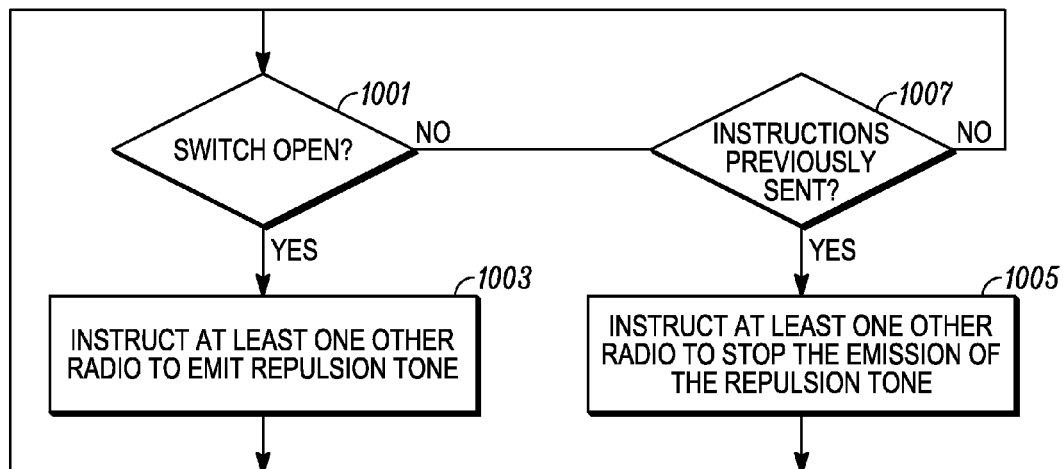 1001
SWITCH OPEN?
NO
YES
1003
INSTRUCT AT LEAST ONE OTHER
RADIO TO EMIT REPULSION TONE
1007
INSTRUCTIONS
PREVIOUSLY
SENT?
NO
YES
1005
INSTRUCT AT LEAST ONE OTHER
RADIO TO STOP THE EMISSION OF
THE REPULSION TONE